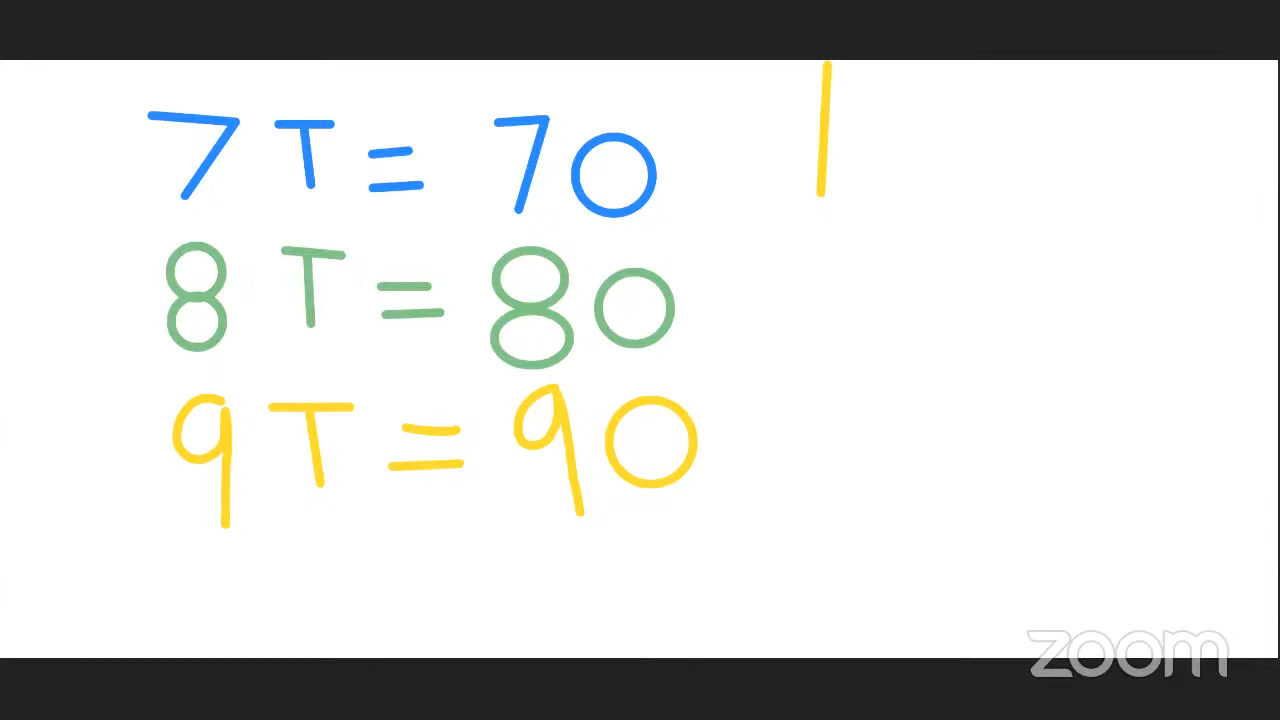 7 T = 70
8 T = 80
9 T = 90
zoom